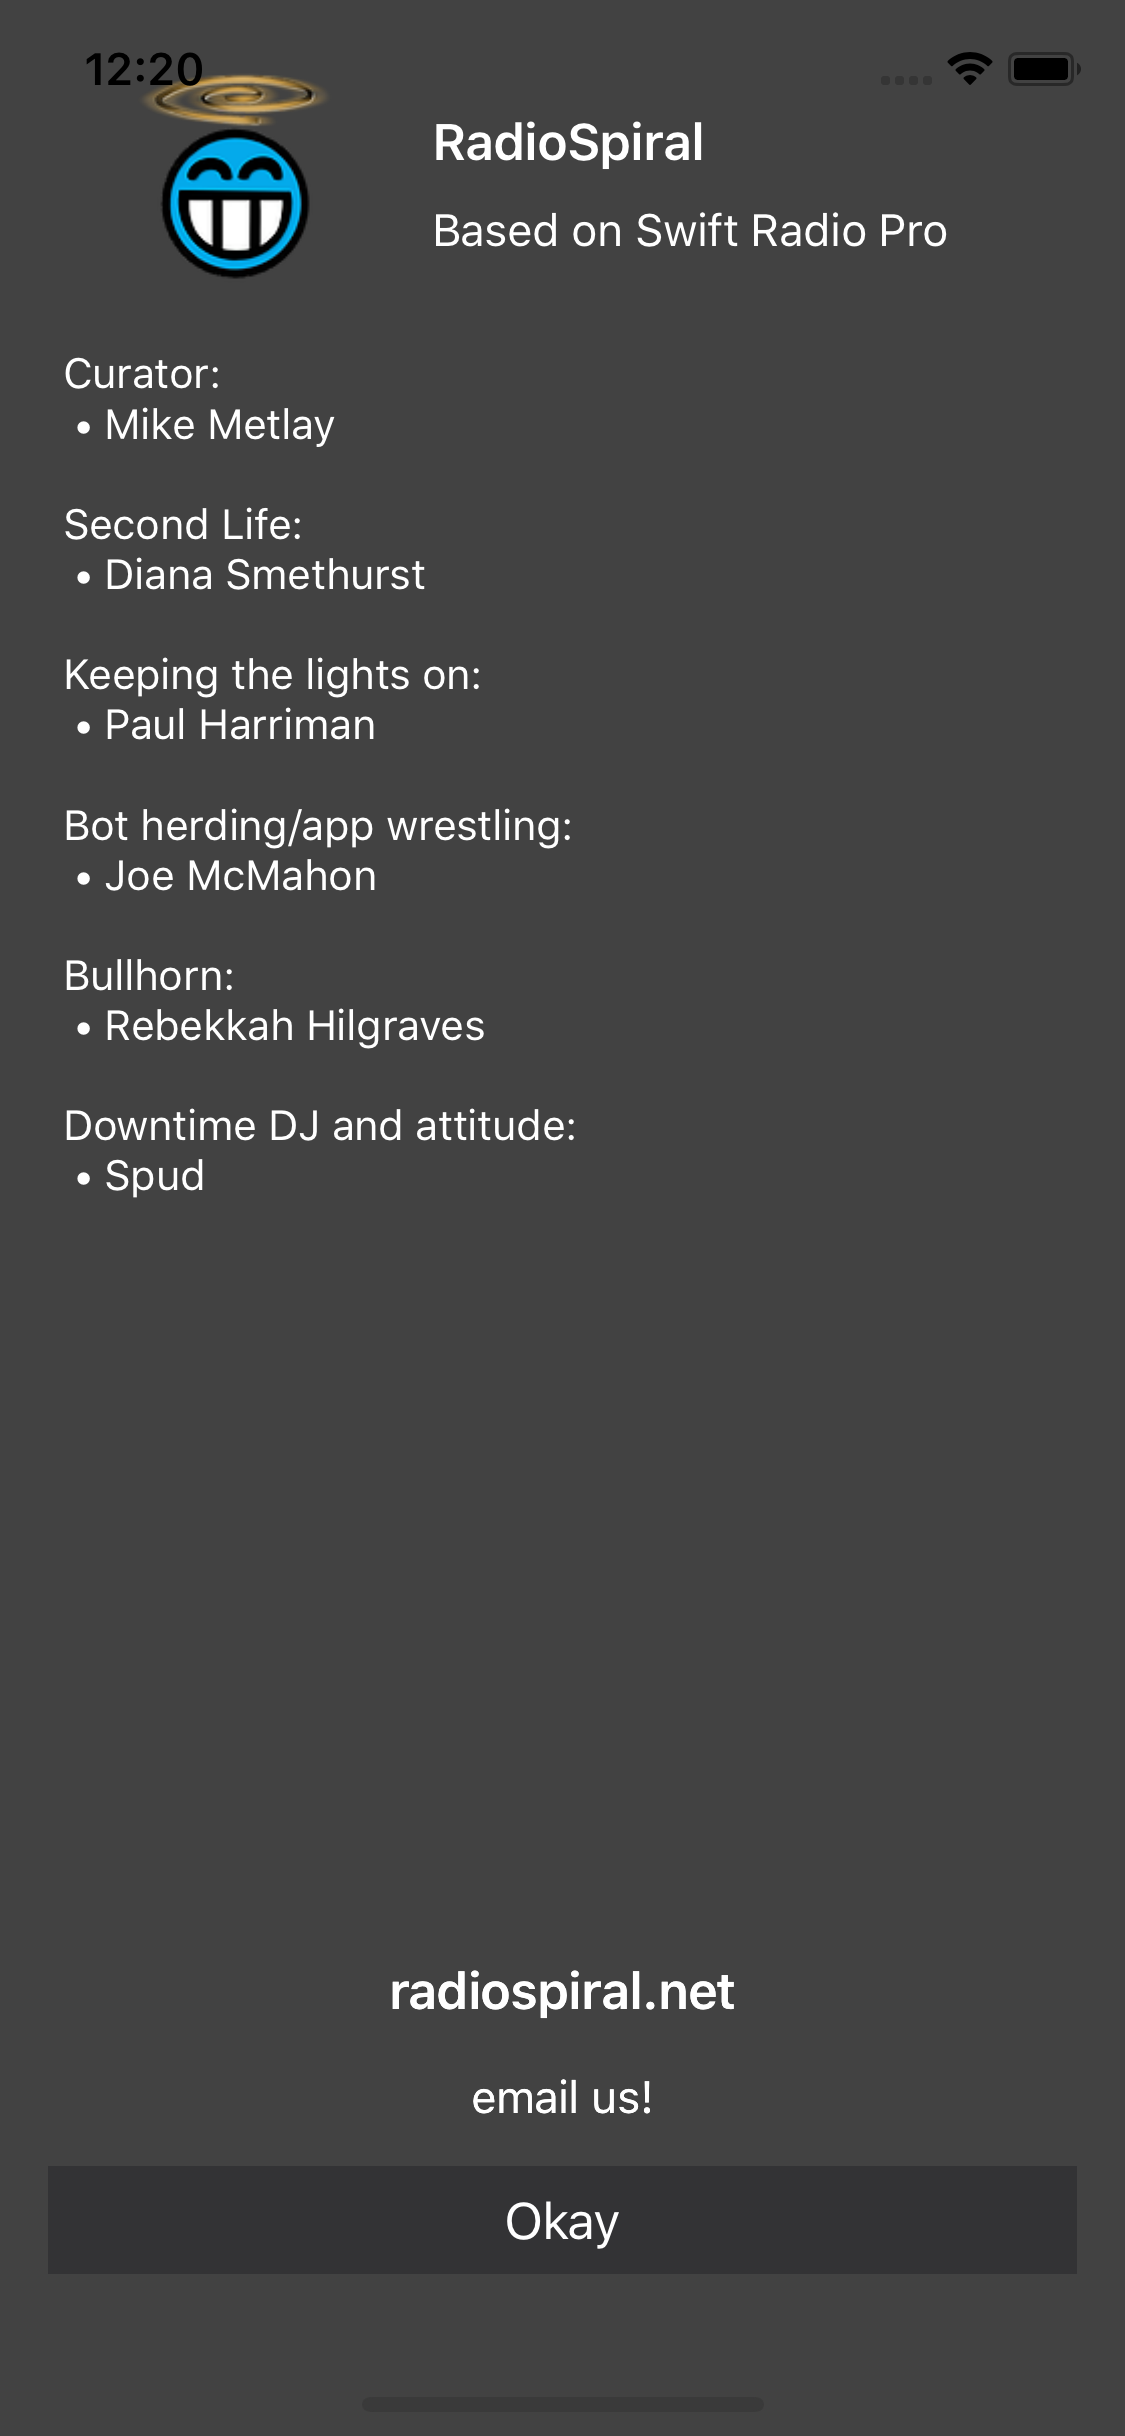 12:20
RadioSpiral
Based on Swift Radio Pro
Curator:
• Mike Metlay
Second Life:
• Diana Smethurst
Keeping the lights on:
• Paul Harriman
Bot herding/app wrestling:
• Joe McMahon
Bullhorn:
• Rebekkah Hilgraves
Downtime DJ and attitude:
• Spud
radiospiral.net
email us!
Okay